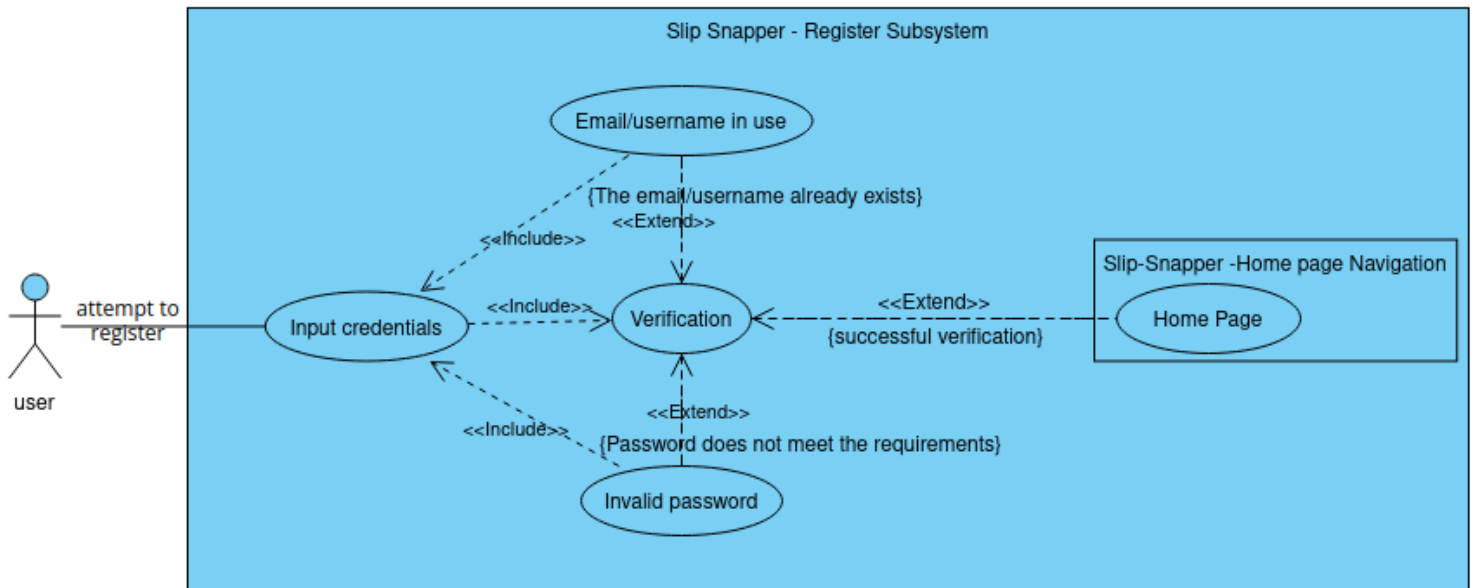 Slip Snapper - Register Subsystem
Email/username in use
{The email/username already exists}
<<Extend>>
<<Include>>
Slip-Snapper -Home page Navigation
attempt to
register
user
Input credentials
<<Include>>
Verification
<<Extend>>
{successful verification}
Home Page
<<Extend>>
<<Include>>
{Password does not meet the requirements}
Invalid password